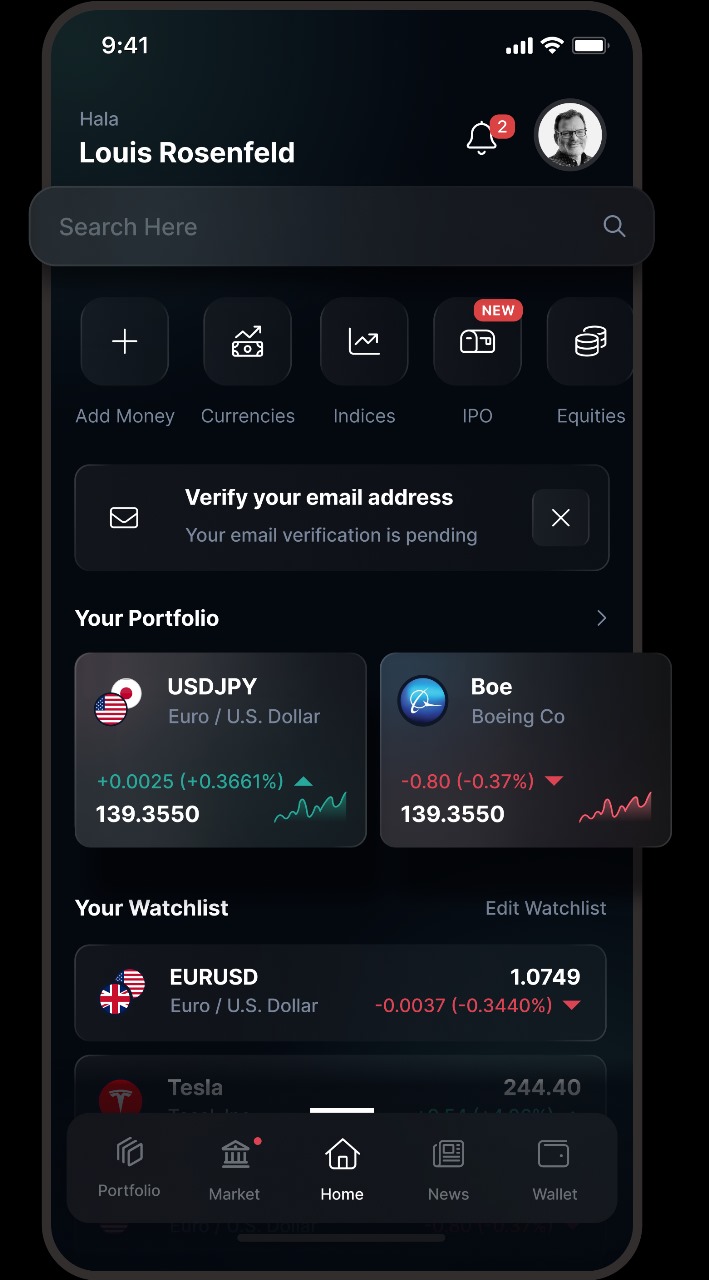 9:41
Hala
Louis Rosenfeld
2
Search Here
NEW
Add Money Currencies Indices IPO Equities
Verify your email address
Your email verification is pending
Your Portfolio
USDJPY
Euro / U.S. Dollar
+0.0025 (+0.3661%)
139.3550
Boe
Boeing Co
-0.80 (-0.37%)
139.3550
Your Watchlist Edit Watchlist
EURUSD 1.0749
Euro / U.S. Dollar -0.0037 (-0.3440%)
Tesla 244.40
Portfolio Market Home News Wallet
Euro / U.S. Dollar